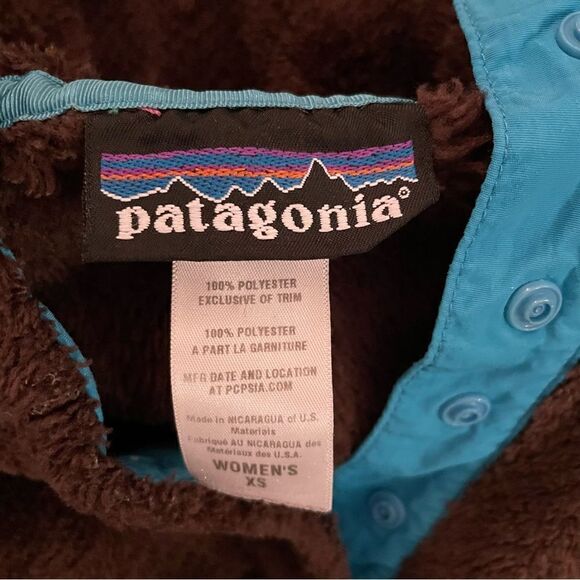 patagonia®
100% POLYESTER
EXCLUSIVE OF TRIM
100% POLYESTER
A PART LA GARNITURE
MFG DATE AND LOCATION
AT PCPSIA.COM
Made in NICARAGUA of U.S.
Materials
Fabriqué AU NICARAGUA des
Matériaux des U.S.A.
WOMEN'S
XS